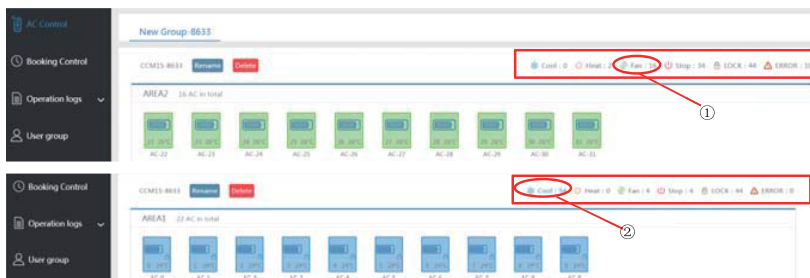 AC Control
New Group-8633
Booking Control
CCM15-8633 Rename Delete
Cool : 0 Heat : 2 Fan : 16 Stop : 34 LOCK : 44 ERROR :
Operation logs
AREA2 16 AC in total
①
User group
AC-22 AC-23 AC-24 AC-25 AC-26 AC-27 AC-28 AC-29 AC-30 AC-31
Booking Control
CCM15-8633 Rename Delete
Cool : 54 Heat : 0 Fan : 4 Stop : 4 LOCK : 44 ERROR : 0
Operation logs
AREA1 22 AC in total
②
User group